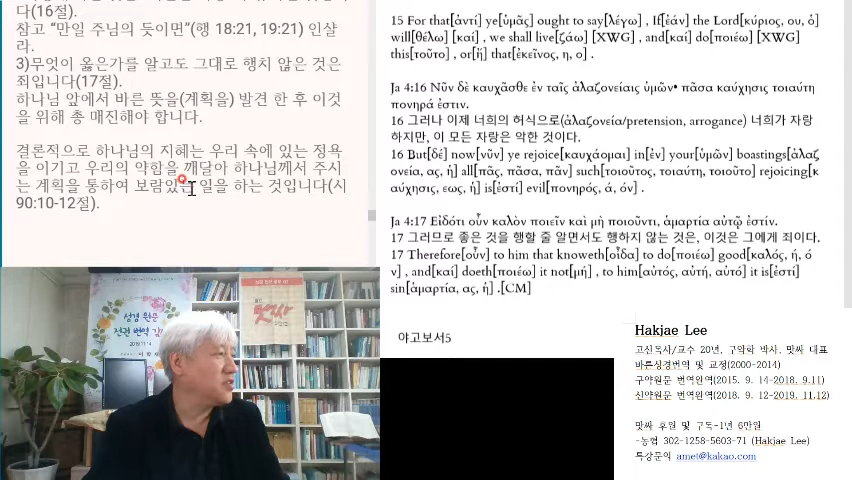 다(16절).
참고 “만일 주님의 뜻이면”(행 18:21, 19:21) 인샬
라.
3)무엇이 옳은가를 알고도 그대로 행치 않은 것은
죄입니다(17절).
하나님 앞에서 바른 뜻을(계획을) 발견 한 후 이것
을 위해 총 매진해야 합니다.
결론적으로 하나님의 지혜는 우리 속에 있는 정욕
을 이기고 우리의 약함을 깨달아 하나님께서 주시
는 계획을 통하여 보람있는 일을 하는 것입니다(시
90:10-12절).
15 For that[ἀντί] ye[ὑμᾶς] ought to say[λέγω] , If[ἐάν] the Lord[κύριος, ου, ὁ]
will[θέλω] [καί] , we shall live[ζάω] [XWG] , and[καί] do[ποιέω] [XWG]
this[τοῦτο] , or[ἤ] that[ἐκεῖνος, η, ο] .
Ja 4:16 Νῦν δὲ καυχᾶσθε ἐν ταῖς ἀλαζονείαις ὑμῶν• πᾶσα καύχησις τοιαύτη
πονηρά ἐστιν.
16 그러나 이제 너희의 허식으로(ἀλαζονεία/pretension, arrogance) 너희가 자랑
하지만, 이 모든 자랑은 악한 것이다.
16 But[δέ] now[νῦν] ye rejoice[καυχάομαι] in[ἐν] your[ὑμῶν] boastings[ἀλαζ
ονεία, ας, ἡ] all[πᾶς, πᾶσα, πᾶν] such[τοιοῦτος, τοιαύτη, τοιοῦτο] rejoicing[κ
αύχησις, εως, ἡ] is[ἐστί] evil[πονηρός, ά, όν] .
Ja 4:17 Εἰδότι οὖν καλὸν ποιεῖν καὶ μὴ ποιοῦντι, ἁμαρτία αὐτῷ ἐστίν.
17 그러므로 좋은 것을 행할 줄 알면서도 행하지 않는 것은, 이것은 그에게 죄이다.
17 Therefore[οὖν] to him that knoweth[οἶδα] to do[ποιέω] good[καλός, ή, ό
ν] , and[καί] doeth[ποιέω] it not[μή] , to him[αὐτός, αὐτή, αὐτό] it is[ἐστί]
sin[ἁμαρτία, ας, ἡ] .[CM]
야고보서5
성경 원문
전권 번역 감
맛싸
Hakjae Lee
고신목사/교수 20년, 구약학 박사, 맛싸 대표
바른성경번역 및 교정(2000-2014)
구약원문 번역완역(2015. 9. 14-2018. 9.11)
신약원문 번역완역(2018. 9. 12-2019. 11.12)
맛싸 후원 및 구독-1년 6만원
-농협 302-1258-5603-71 (Hakjae Lee)
특강문의 amet@kakao.com